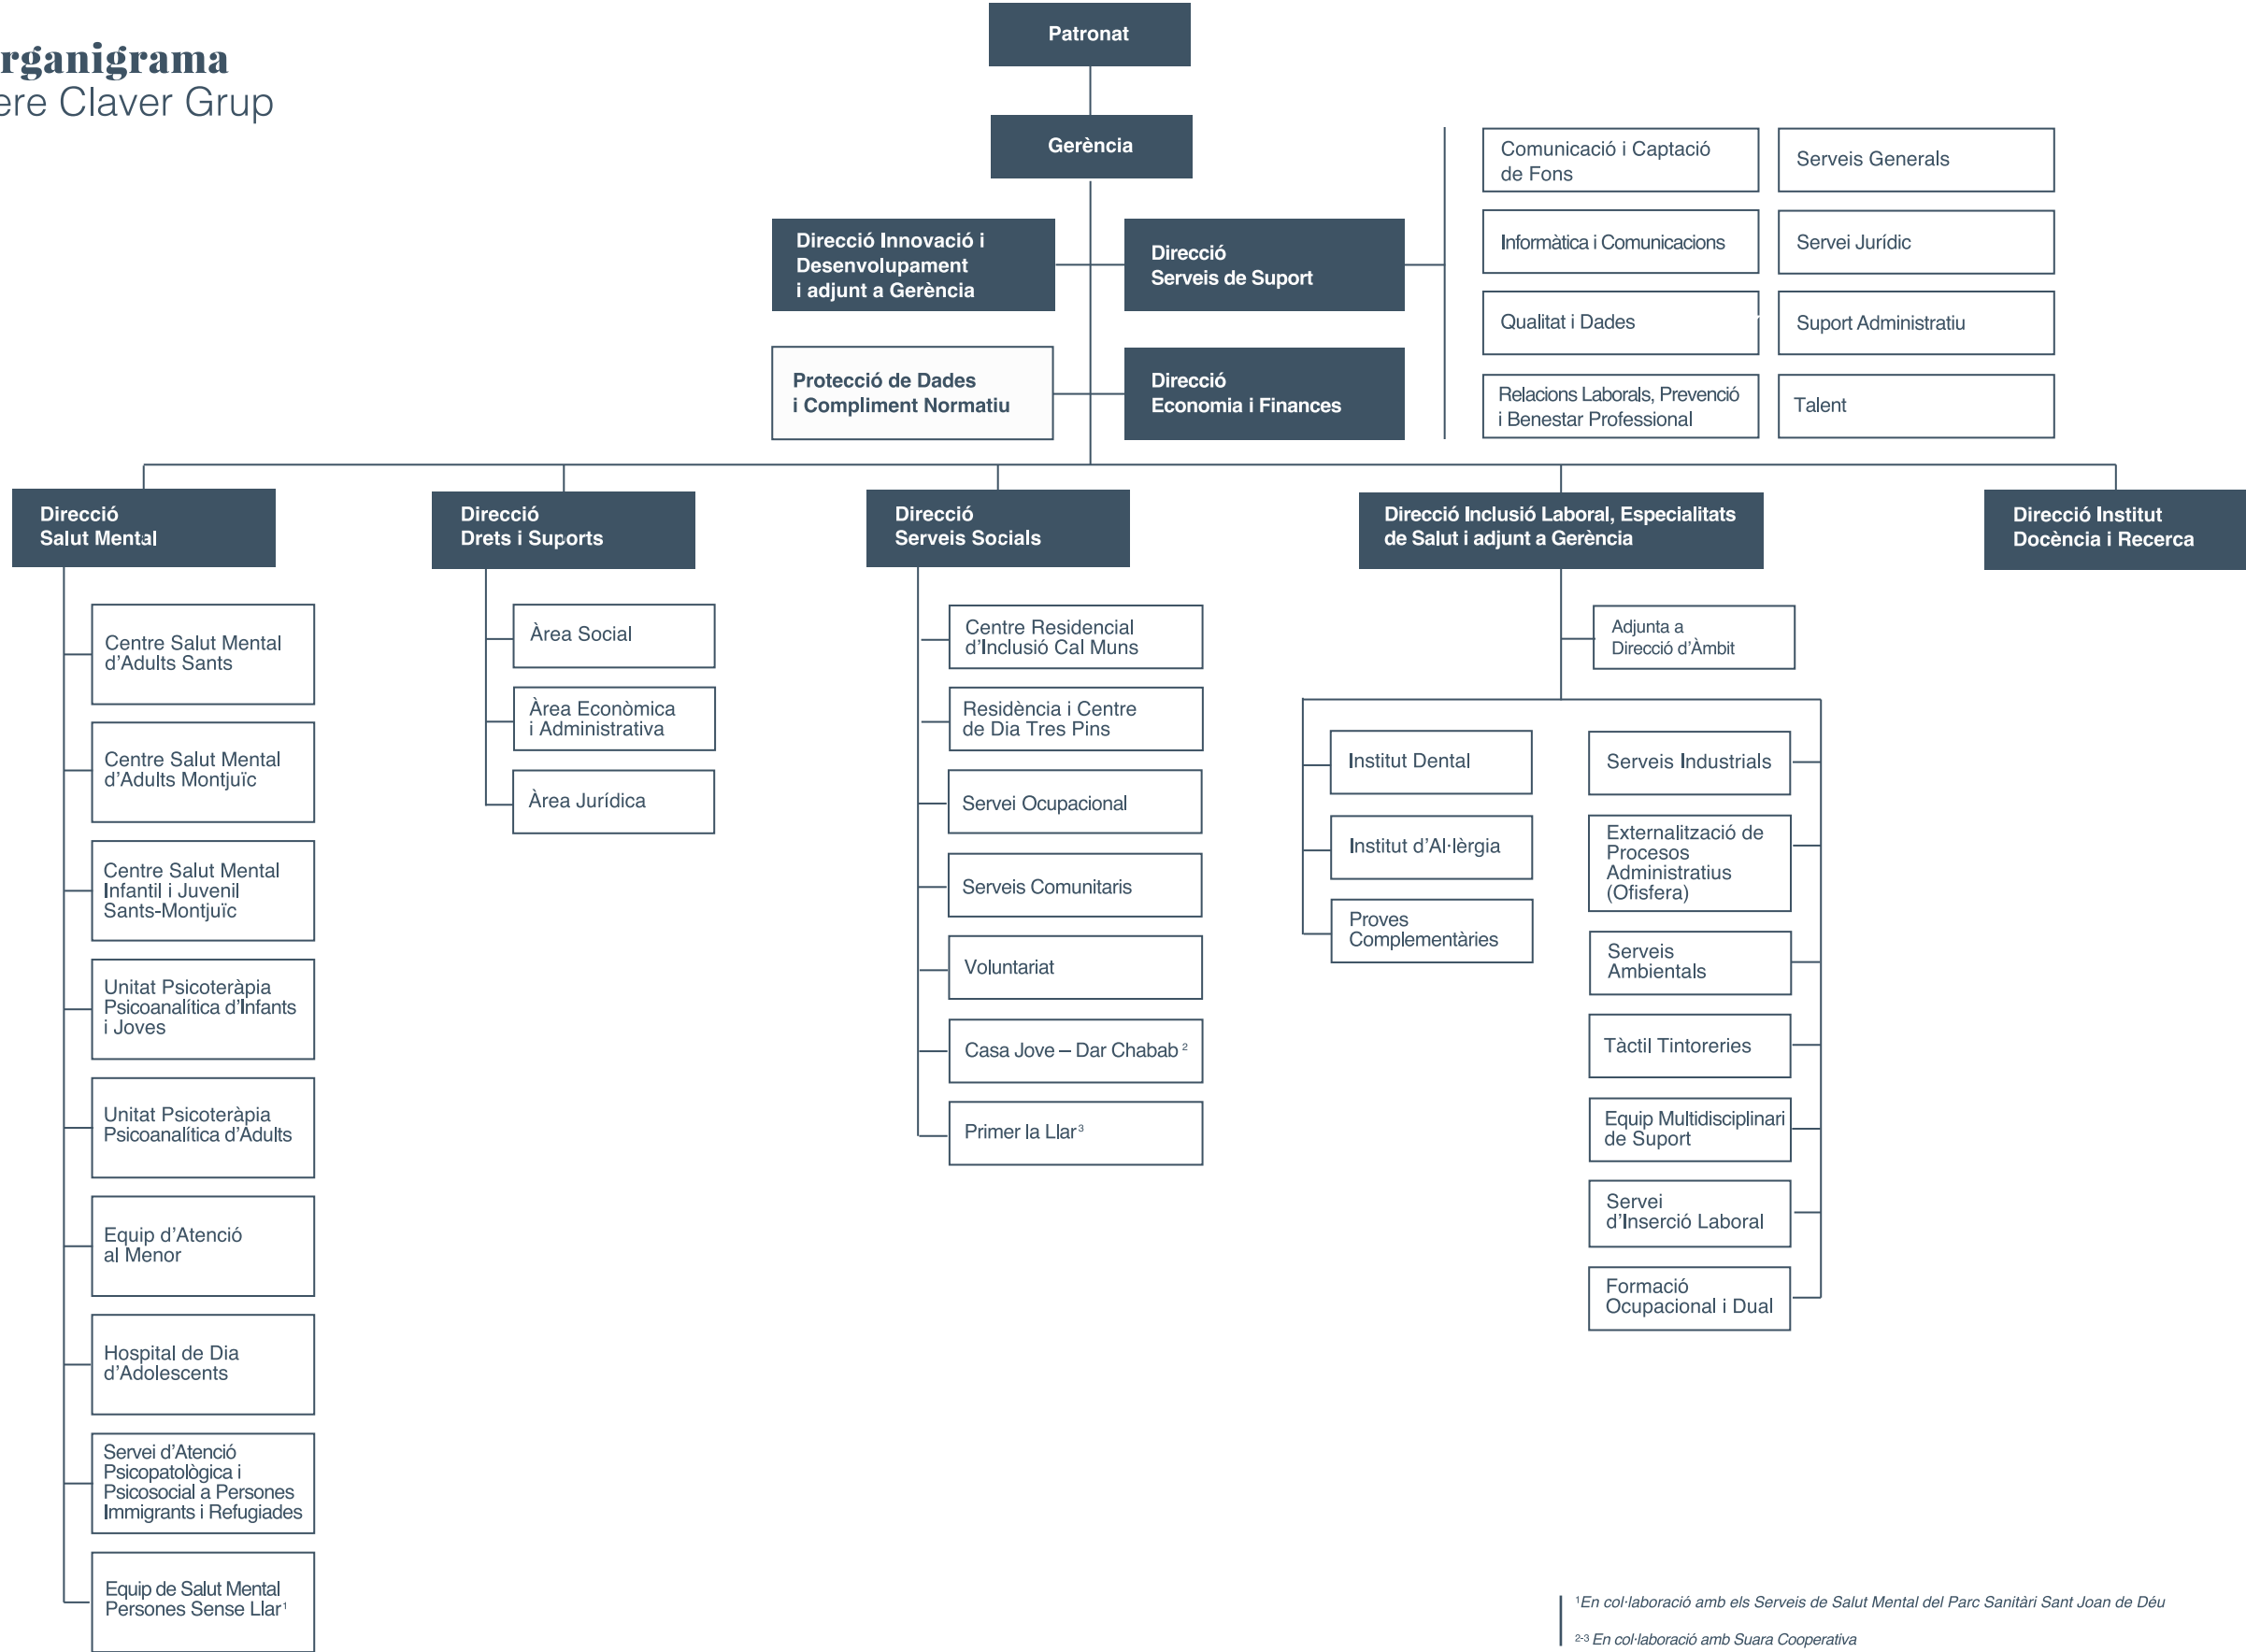 rganigrama
ere Claver Grup
Patronat
Gerència
Direcció Innovació i
Desenvolupament
i adjunt a Gerència
Direcció
Serveis de Suport
Protecció de Dades
i Compliment Normatiu
Direcció
Economia i Finances
Comunicació i Captació
de Fons
Serveis Generals
Informàtica i Comunicacions
Servei Jurídic
Qualitat i Dades
Suport Administratiu
Relacions Laborals, Prevenció
i Benestar Professional
Talent
Direcció
Salut Mental
Centre Salut Mental
d'Adults Sants
Centre Salut Mental
d'Adults Montjuïc
Centre Salut Mental
Infantil i Juvenil
Sants-Montjuïc
Unitat Psicoteràpia
Psicoanalítica d'Infants
i Joves
Unitat Psicoteràpia
Psicoanalítica d'Adults
Equip d'Atenció
al Menor
Hospital de Dia
d'Adolescents
Servei d'Atenció
Psicopatològica i
Psicosocial a Persones
Immigrants i Refugiades
Equip de Salut Mental
Persones Sense Llar¹
Direcció
Drets i Suports
Àrea Social
Àrea Econòmica
i Administrativa
Àrea Jurídica
Direcció
Serveis Socials
Centre Residencial
d'Inclusió Cal Muns
Residència i Centre
de Dia Tres Pins
Servei Ocupacional
Serveis Comunitaris
Voluntariat
Casa Jove – Dar Chabab ²
Primer la Llar³
Direcció Inclusió Laboral, Especialitats
de Salut i adjunt a Gerència
Adjunta a
Direcció d'Àmbit
Institut Dental
Institut d'Al·lèrgia
Proves
Complementàries
Serveis Industrials
Externalització de
Procesos
Administratius
(Ofisfera)
Serveis
Ambientals
Tàctil Tintoreries
Equip Multidisciplinari
de Suport
Servei
d'Inserció Laboral
Formació
Ocupacional i Dual
Direcció Institut
Docència i Recerca
¹En col·laboració amb els Serveis de Salut Mental del Parc Sanitàri Sant Joan de Déu
²⁻³ En col·laboració amb Suara Cooperativa